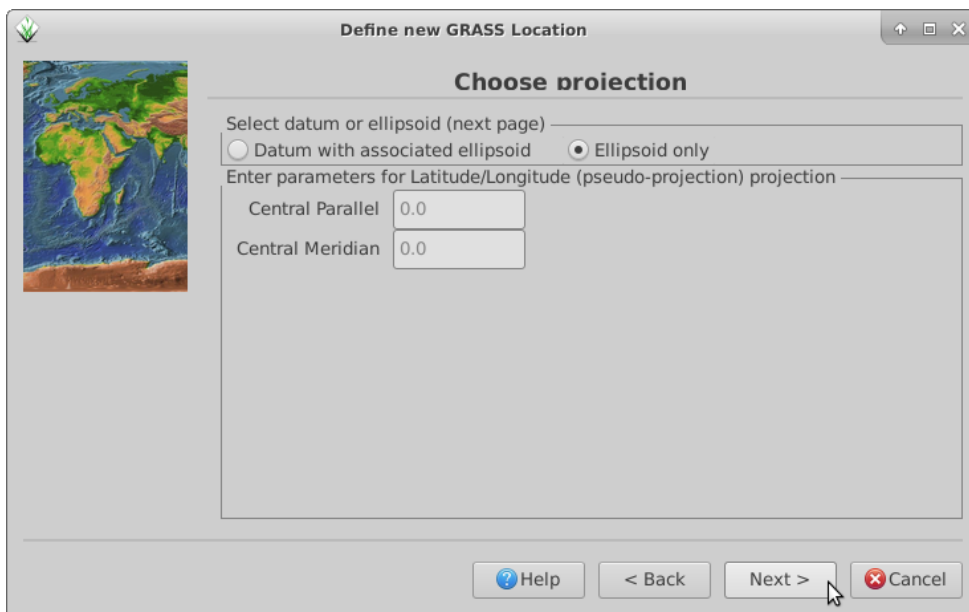 Define new GRASS Location
Choose projection
Select datum or ellipsoid (next page)
Datum with associated ellipsoid Ellipsoid only
Enter parameters for Latitude/Longitude (pseudo-projection) projection
Central Parallel 0.0
Central Meridian 0.0
Help < Back Next > Cancel